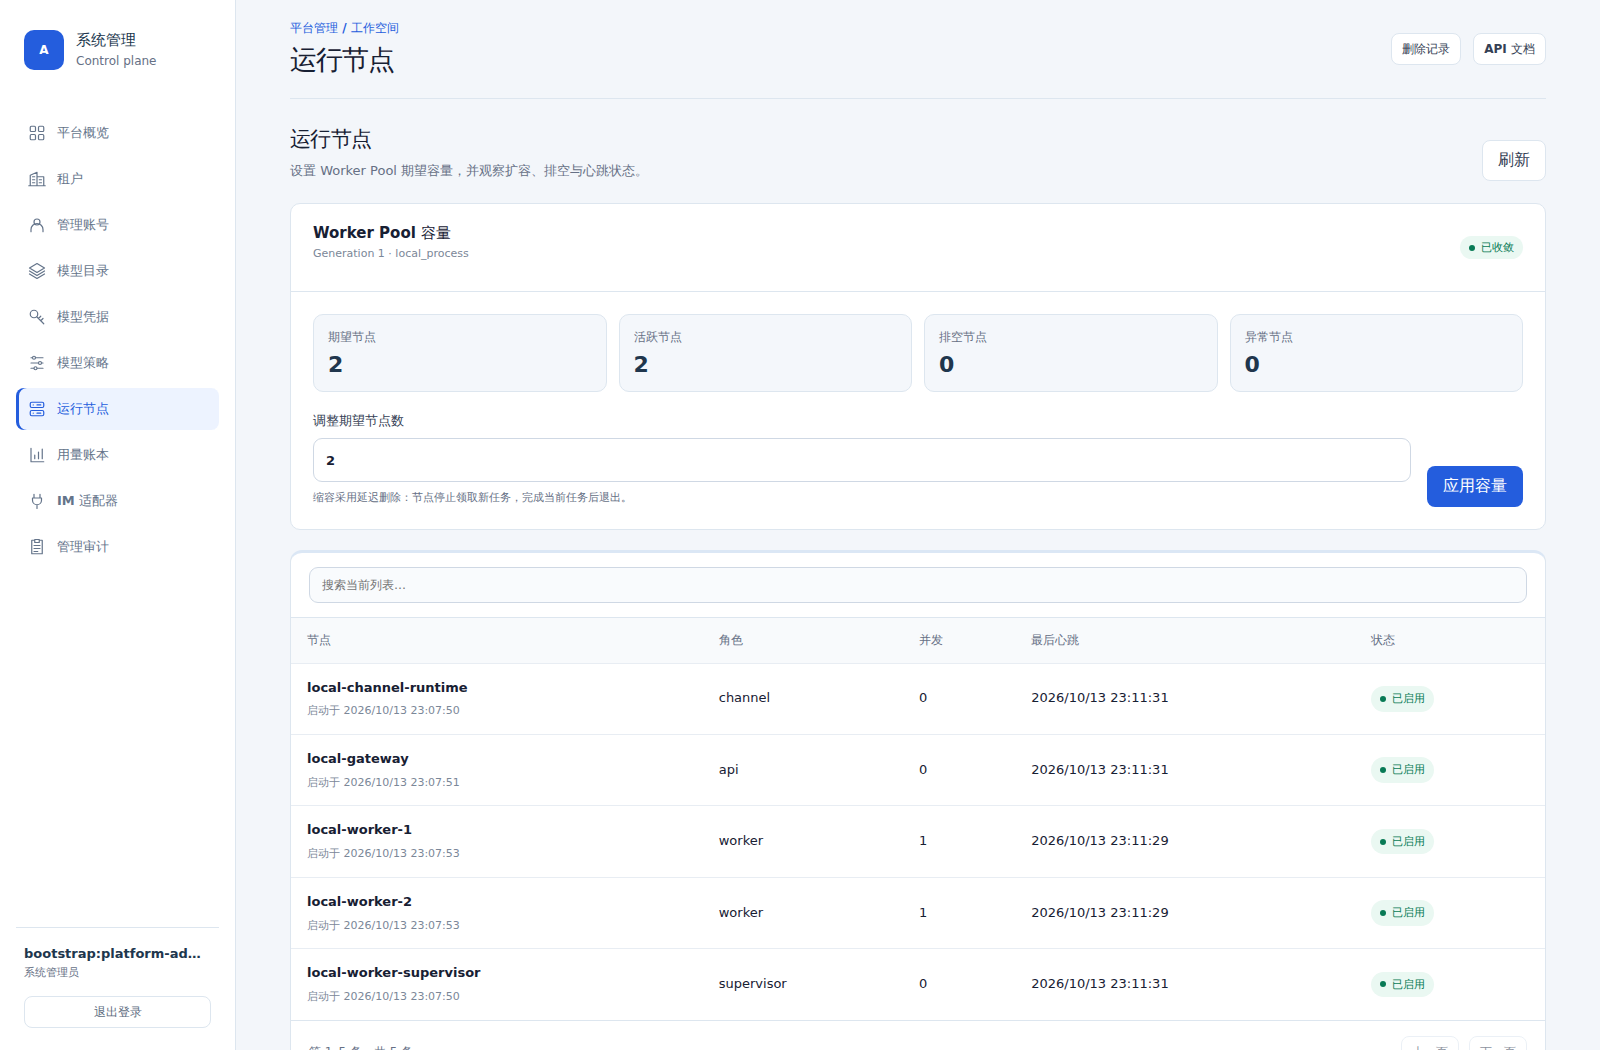 A
系统管理
Control plane
平台概览
租户
管理账号
模型目录
模型凭据
模型策略
运行节点
用量账本
IM 适配器
管理审计
bootstrap:platform-ad…
系统管理员
退出登录
平台管理 / 工作空间
运行节点
删除记录
API 文档
运行节点
设置 Worker Pool 期望容量，并观察扩容、排空与心跳状态。
刷新
Worker Pool 容量
Generation 1 · local_process
已收敛
期望节点
2
活跃节点
2
排空节点
0
异常节点
0
调整期望节点数
2
缩容采用延迟删除：节点停止领取新任务，完成当前任务后退出。
应用容量
搜索当前列表…
节点 角色 并发 最后心跳 状态
local-channel-runtime
启动于 2026/10/13 23:07:50
channel 0 2026/10/13 23:11:31 已启用
local-gateway
启动于 2026/10/13 23:07:51
api 0 2026/10/13 23:11:31 已启用
local-worker-1
启动于 2026/10/13 23:07:53
worker 1 2026/10/13 23:11:29 已启用
local-worker-2
启动于 2026/10/13 23:07:53
worker 1 2026/10/13 23:11:29 已启用
local-worker-supervisor
启动于 2026/10/13 23:07:50
supervisor 0 2026/10/13 23:11:31 已启用